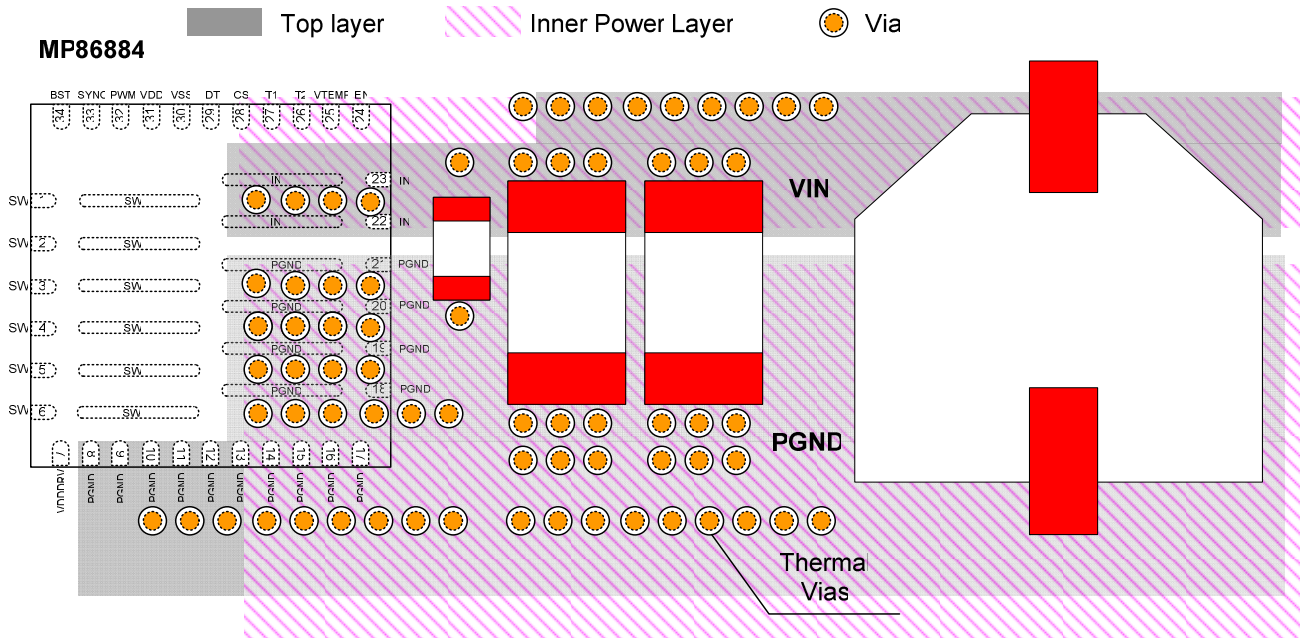 Top layer
Inner Power Layer
Via
MP86884
BST SYNC PWM VDD VSS DT CS T1 T2 VTEMP EN
34 33 32 31 30 29 28 27 26 25 24
IN 23 IN
SW 1 SW
IN 22 IN
VIN
SW 2 SW
PGND 21 PGND
SW 3 SW
PGND 20 PGND
SW 4 SW
PGND 19 PGND
SW 5 SW
PGND 18 PGND
SW 6 SW
PGND
7 8 9 10 11 12 13 14 15 16 17
VDDDRV PGND PGND PGND PGND PGND PGND PGND PGND PGND PGND
Thermal
Vias